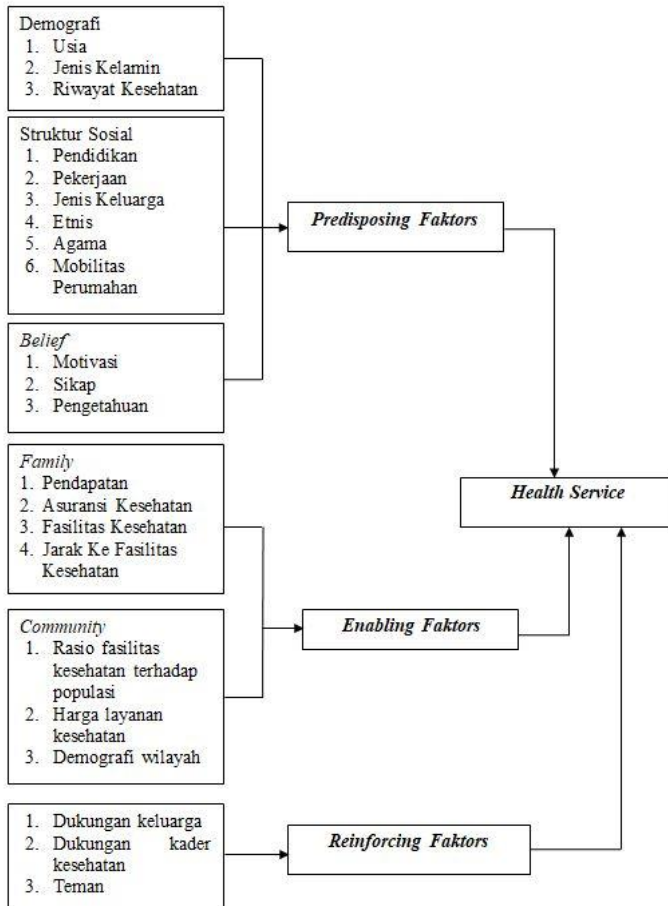 Demografi
1. Usia
2. Jenis Kelamin
3. Riwayat Kesehatan
Struktur Sosial
1. Pendidikan
2. Pekerjaan
3. Jenis Keluarga
4. Etnis
5. Agama
6. Mobilitas
Perumahan
Predisposing Faktors
Belief
1. Motivasi
2. Sikap
3. Pengetahuan
Family
1. Pendapatan
2. Asuransi Kesehatan
3. Fasilitas Kesehatan
4. Jarak Ke Fasilitas
Kesehatan
Health Service
Community
1. Rasio fasilitas
kesehatan terhadap
populasi
2. Harga layanan
kesehatan
3. Demografi wilayah
Enabling Faktors
1. Dukungan keluarga
2. Dukungan kader
kesehatan
3. Teman
Reinforcing Faktors